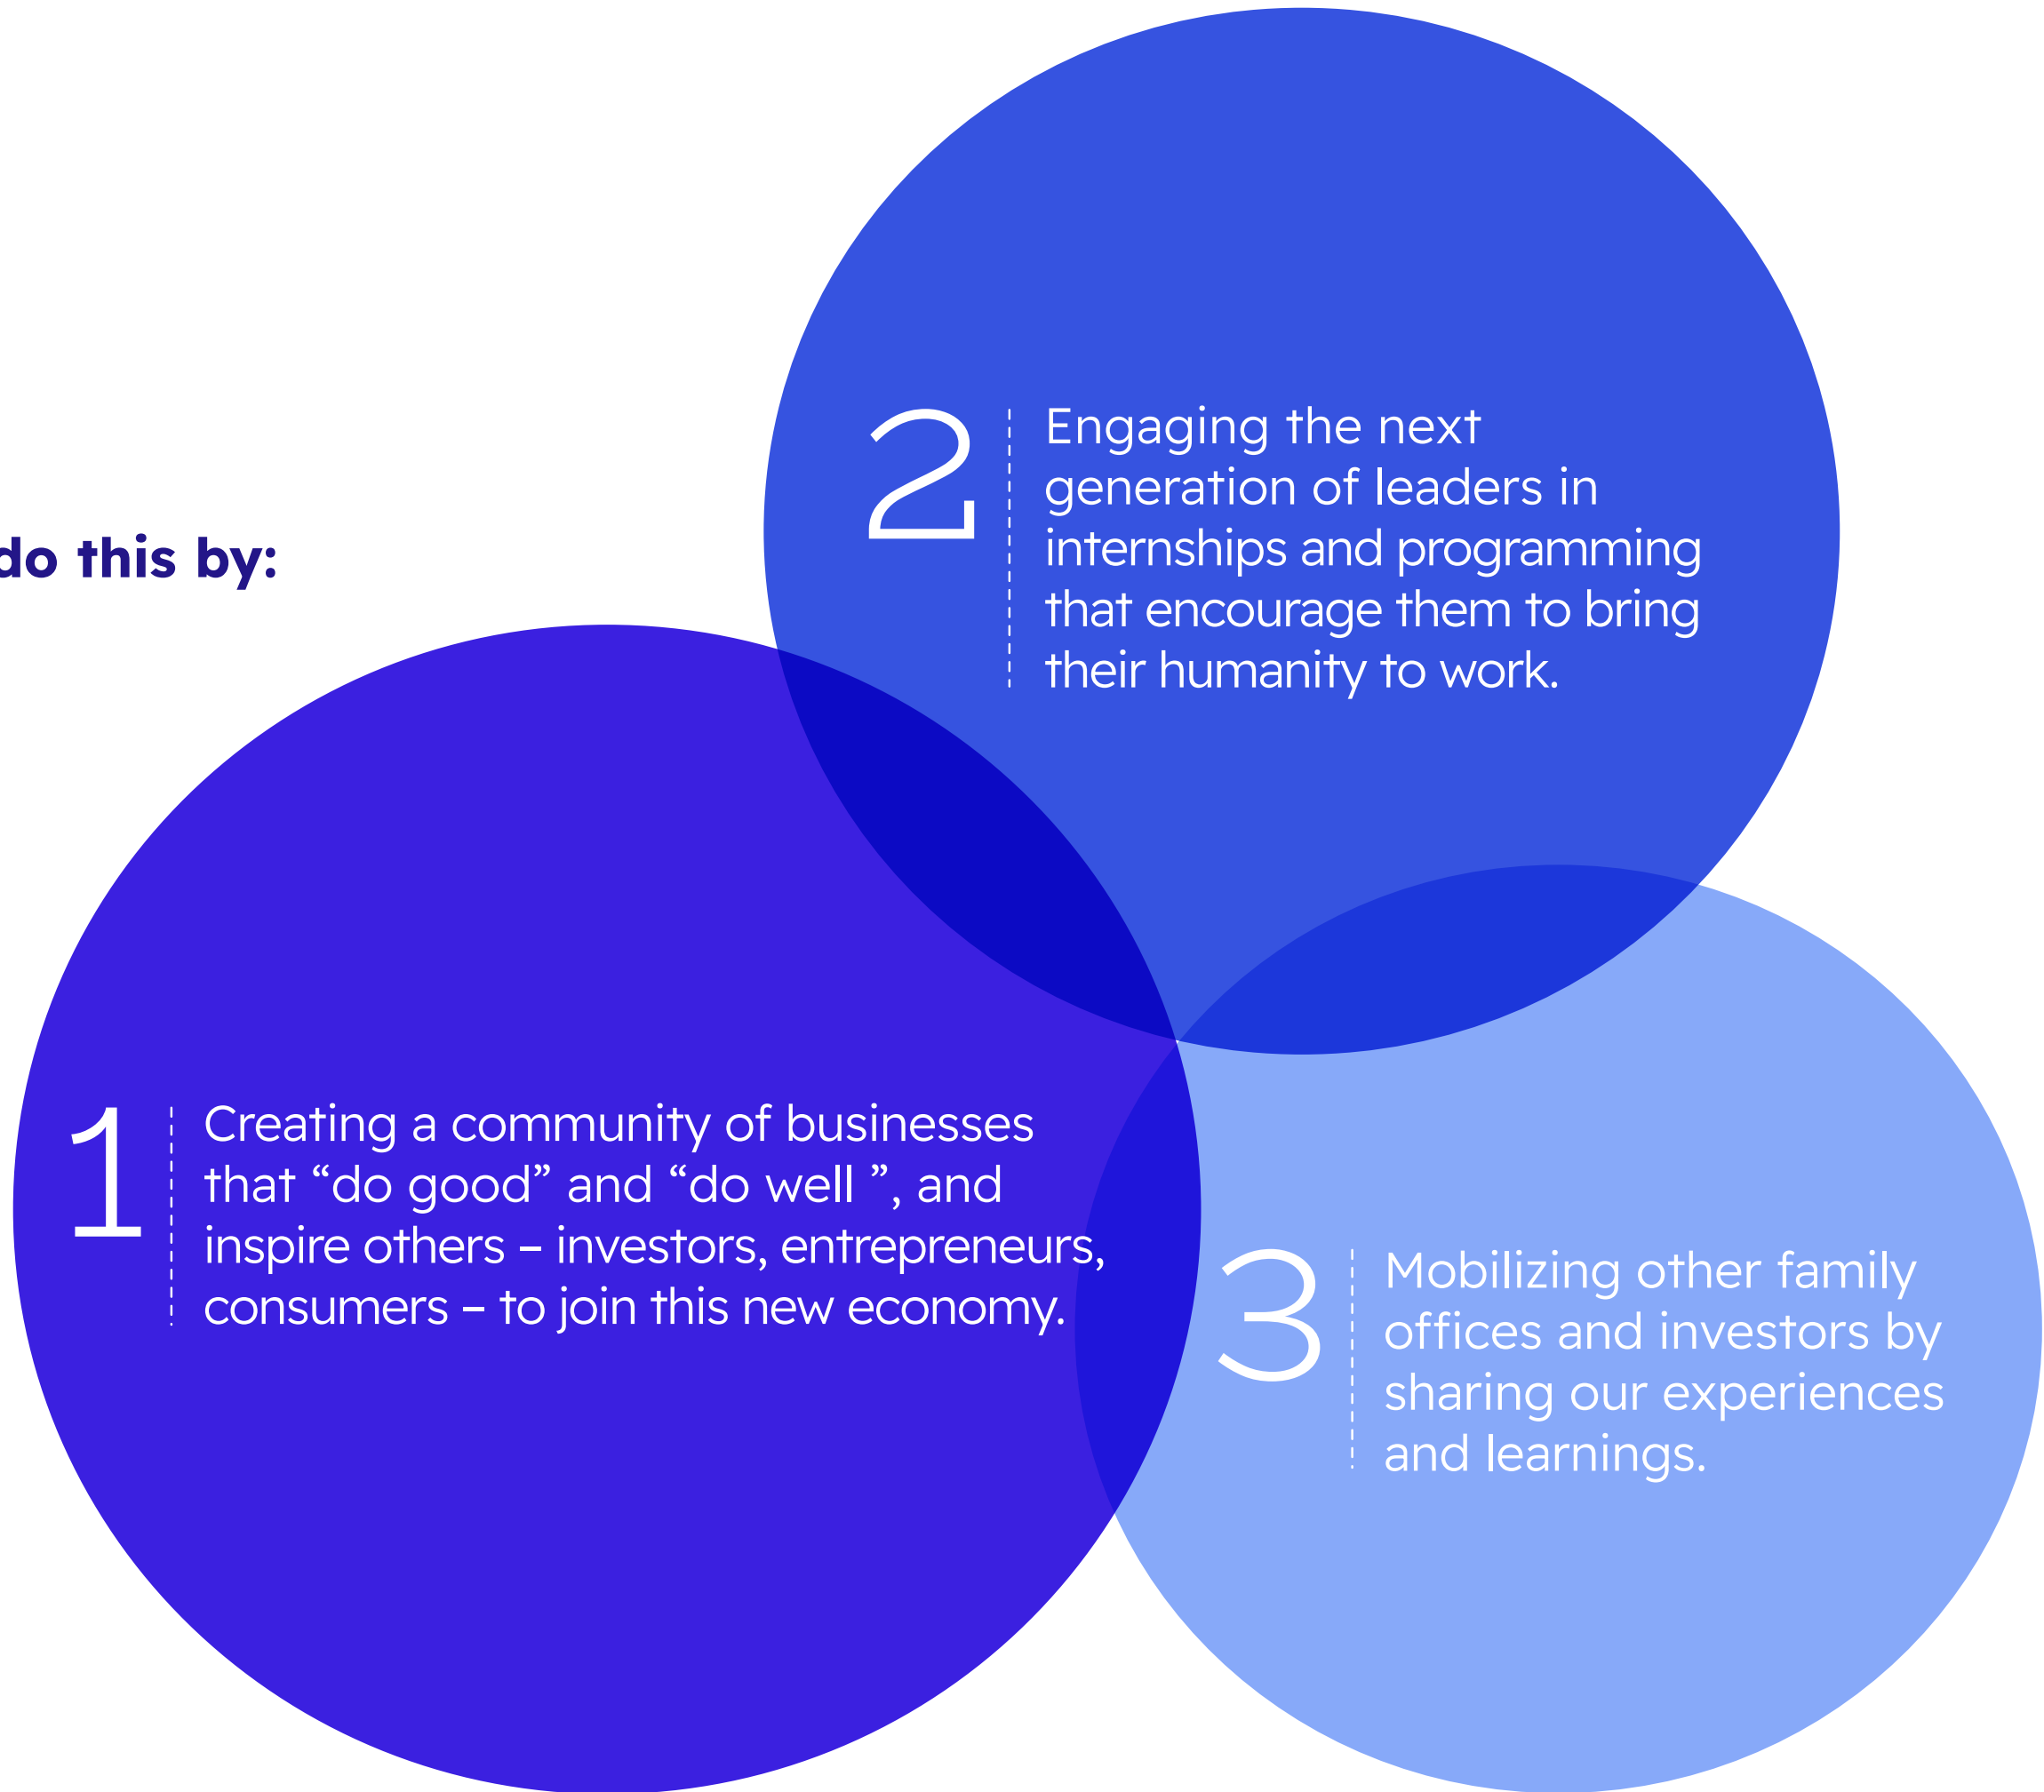 do this by:
2
Engaging the next
generation of leaders in
internships and programming
that encourage them to bring
their humanity to work.
1
Creating a community of businesses
that “do good” and “do well ”, and
inspire others – investors, entrepreneurs,
consumers – to join this new economy.
3
Mobilizing other family
offices and investors by
sharing our experiences
and learnings.